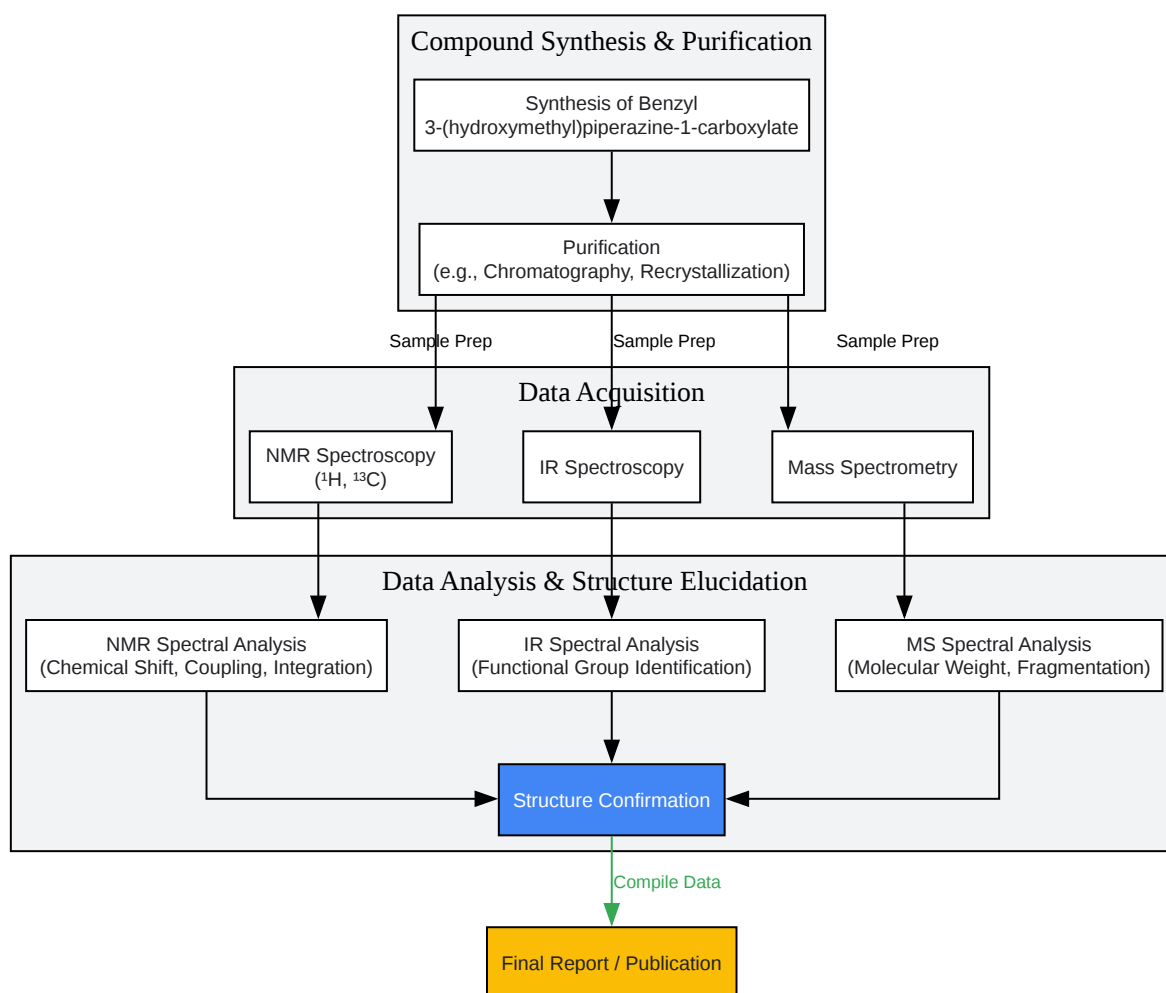 Compound Synthesis & Purification
Synthesis of Benzyl
3-(hydroxymethyl)piperazine-1-carboxylate
Purification
(e.g., Chromatography, Recrystallization)
Sample Prep
Sample Prep
Sample Prep
Data Acquisition
NMR Spectroscopy
(¹H, ¹³C)
IR Spectroscopy
Mass Spectrometry
Data Analysis & Structure Elucidation
NMR Spectral Analysis
(Chemical Shift, Coupling, Integration)
IR Spectral Analysis
(Functional Group Identification)
MS Spectral Analysis
(Molecular Weight, Fragmentation)
Structure Confirmation
Compile Data
Final Report / Publication